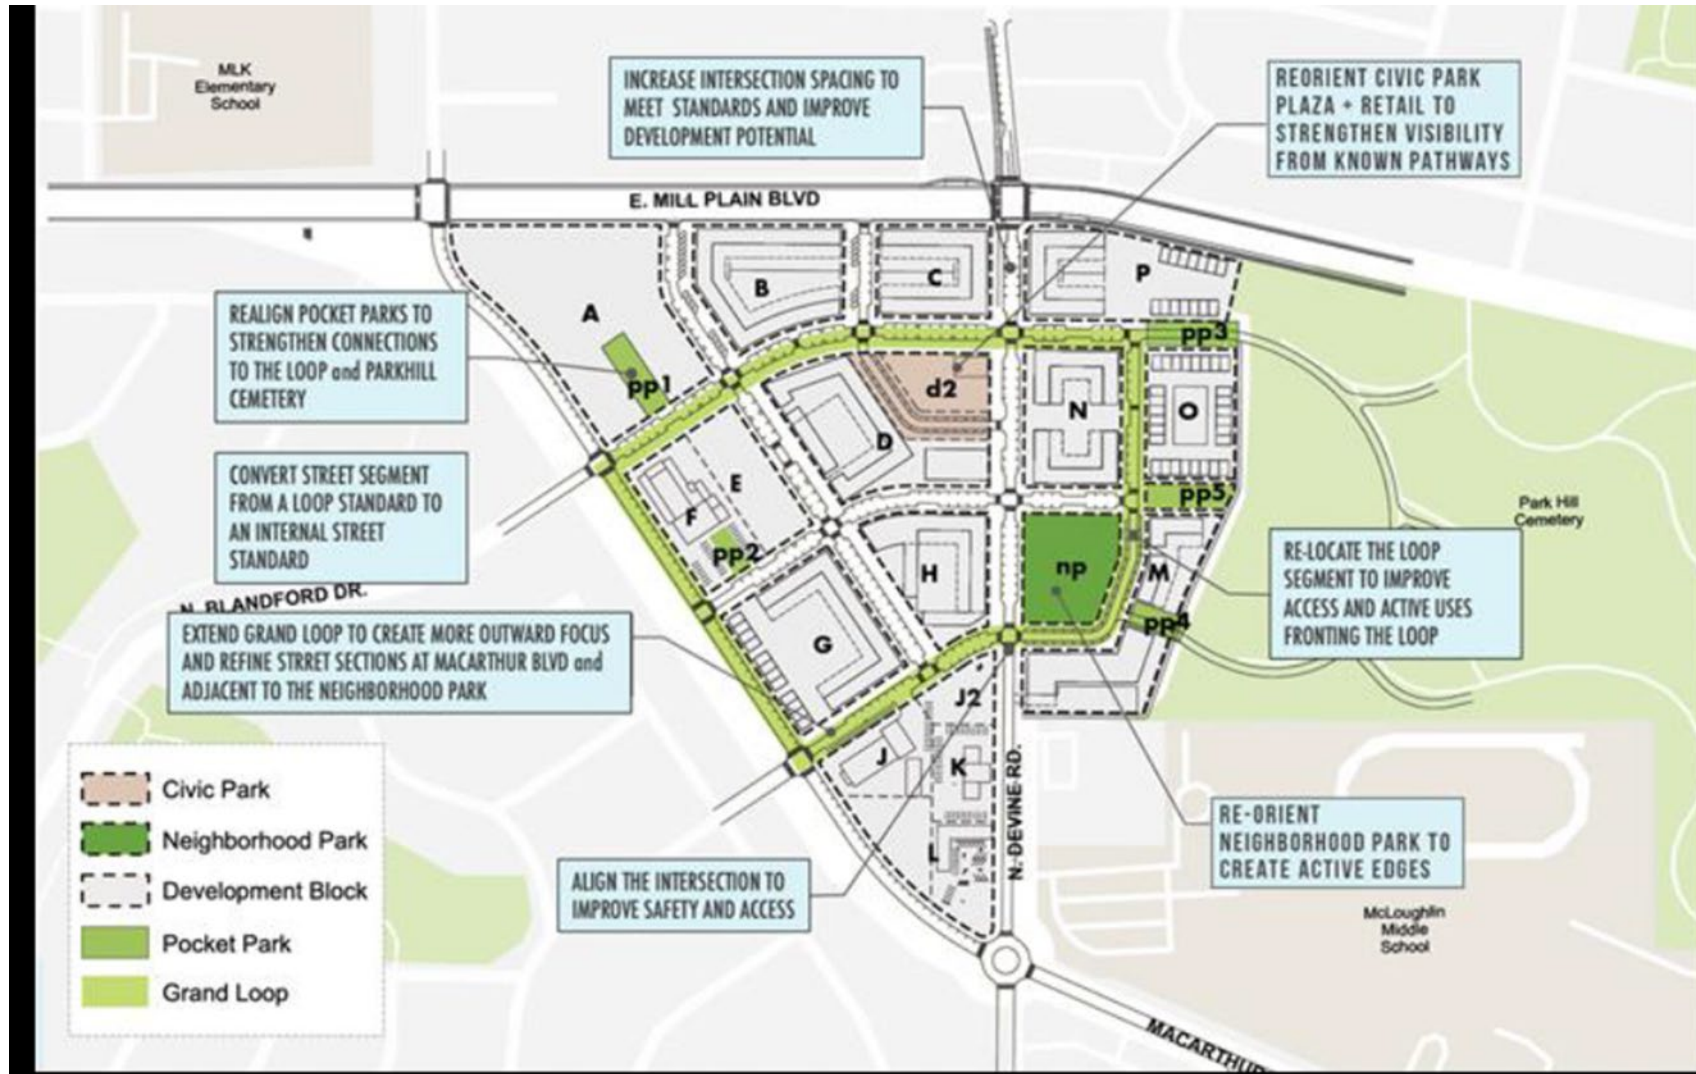 MLK
Elementary
School
INCREASE INTERSECTION SPACING TO
MEET STANDARDS AND IMPROVE
DEVELOPMENT POTENTIAL
REORIENT CIVIC PARK
PLAZA + RETAIL TO
STRENGTHEN VISIBILITY
FROM KNOWN PATHWAYS
E. MILL PLAIN BLVD
REALIGN POCKET PARKS TO
STRENGTHEN CONNECTIONS
TO THE LOOP and PARKHILL
CEMETERY
A
B
C
P
pp1
pp3
d2
D
N
O
CONVERT STREET SEGMENT
FROM A LOOP STANDARD TO
AN INTERNAL STREET
STANDARD
E
F
pp2
pp5
Park Hill
Cemetery
H
np
M
pp4
RE-LOCATE THE LOOP
SEGMENT TO IMPROVE
ACCESS AND ACTIVE USES
FRONTING THE LOOP
N. BLANDFORD DR.
EXTEND GRAND LOOP TO CREATE MORE OUTWARD FOCUS
AND REFINE STRRET SECTIONS AT MACARTHUR BLVD and
ADJACENT TO THE NEIGHBORHOOD PARK
G
J2
J
K
L
N. DEVINE RD.
Civic Park
Neighborhood Park
Development Block
Pocket Park
Grand Loop
ALIGN THE INTERSECTION TO
IMPROVE SAFETY AND ACCESS
RE-ORIENT
NEIGHBORHOOD PARK TO
CREATE ACTIVE EDGES
McLoughlin
Middle
School
MACARTHUR